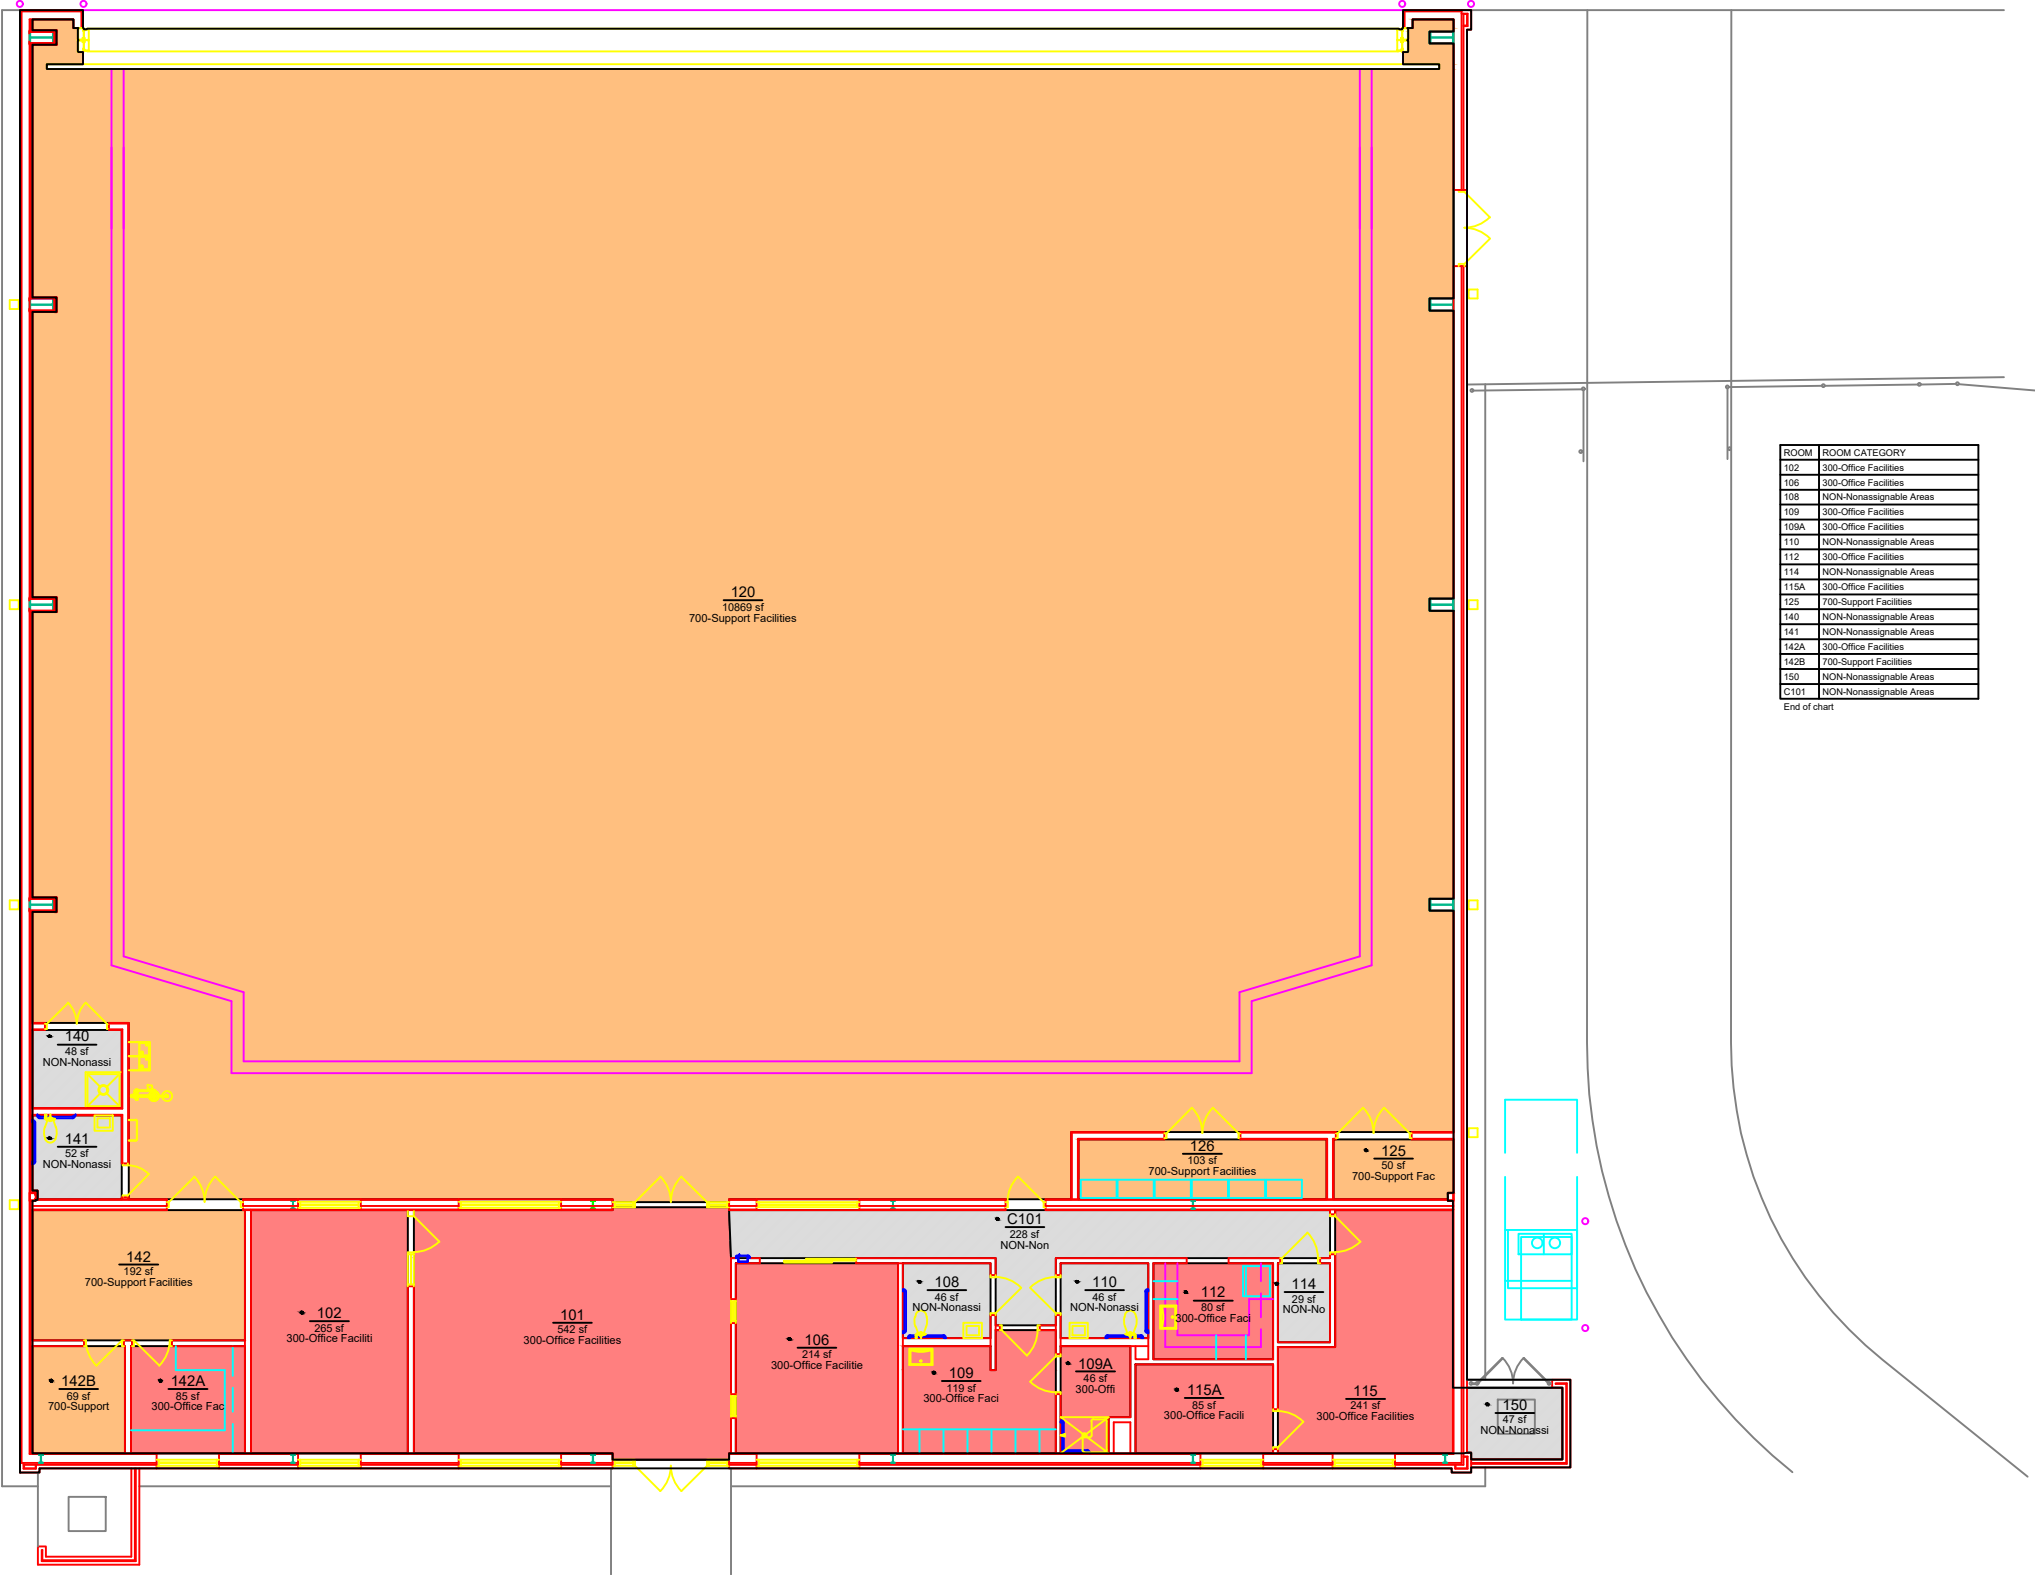 ROOM ROOM CATEGORY
102 300-Office Facilities
106 300-Office Facilities
108 NON-Nonassignable Areas
109 300-Office Facilities
109A 300-Office Facilities
110 NON-Nonassignable Areas
112 300-Office Facilities
114 NON-Nonassignable Areas
115A 300-Office Facilities
125 700-Support Facilities
140 NON-Nonassignable Areas
141 NON-Nonassignable Areas
142A 300-Office Facilities
142B 700-Support Facilities
150 NON-Nonassignable Areas
C101 NON-Nonassignable Areas
End of chart
120
10869 sf
700-Support Facilities
140
48 sf
NON-Nonassi
141
52 sf
NON-Nonassi
126
103 sf
700-Support Facilities
125
50 sf
700-Support Fac
C101
228 sf
NON-Non
142
192 sf
700-Support Facilities
102
265 sf
300-Office Faciliti
101
542 sf
300-Office Facilities
106
214 sf
300-Office Facilitie
108
46 sf
NON-Nonassi
110
46 sf
NON-Nonassi
112
80 sf
300-Office Faci
114
29 sf
NON-No
142B
69 sf
700-Support
142A
85 sf
300-Office Fac
109
119 sf
300-Office Faci
109A
46 sf
300-Offi
115A
85 sf
300-Office Facili
115
241 sf
300-Office Facilities
150
47 sf
NON-Nonassi